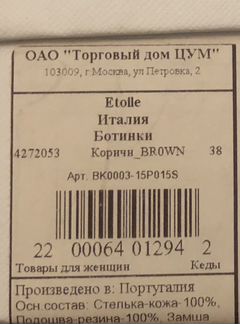 ОАО "Торговый дом ЦУМ"
103009, г.Москва, ул Петровка, 2
Etolle
Италия
Ботинки
4272053 Коричн_BR0WN 38
Арт. BK0003-15P015S
22 00064 01294 2
Товары для женщин Кеды
Произведено в: Португалия
Осн.состав: Стелька-кожа-100%,
Подошва-резина-100%, Замша